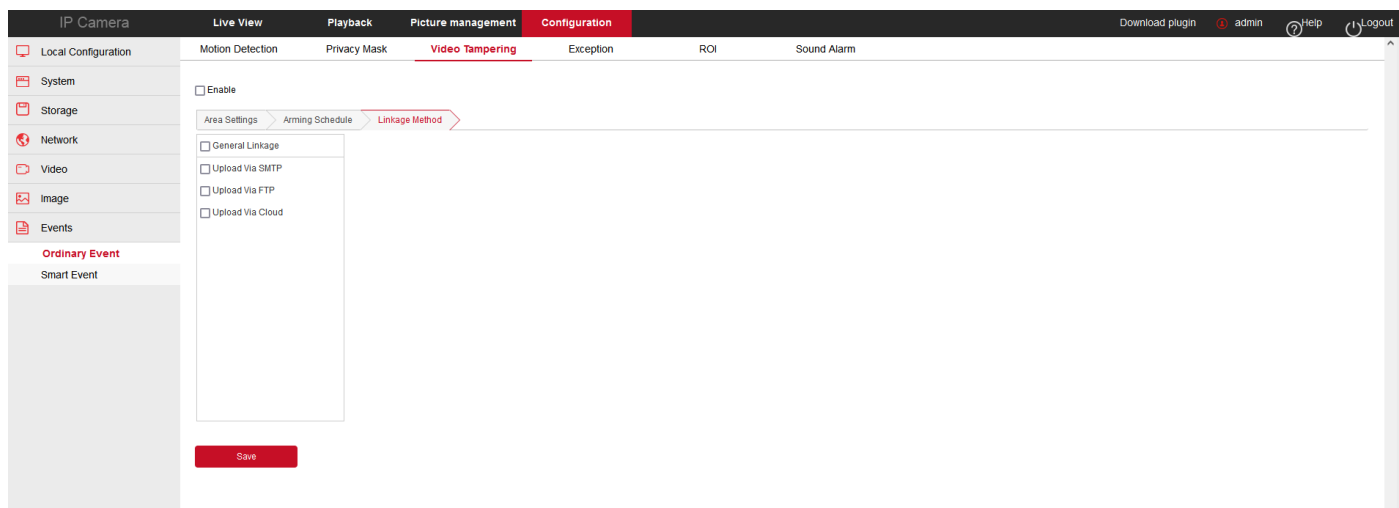 IP Camera Live View Playback Picture management Configuration Download plugin admin Help Logout
Local Configuration Motion Detection Privacy Mask Video Tampering Exception ROI Sound Alarm
System
Enable
Storage
Area Settings Arming Schedule Linkage Method
Network
General Linkage
Video
Upload Via SMTP
Upload Via FTP
Image
Upload Via Cloud
Events
Ordinary Event
Smart Event
Save